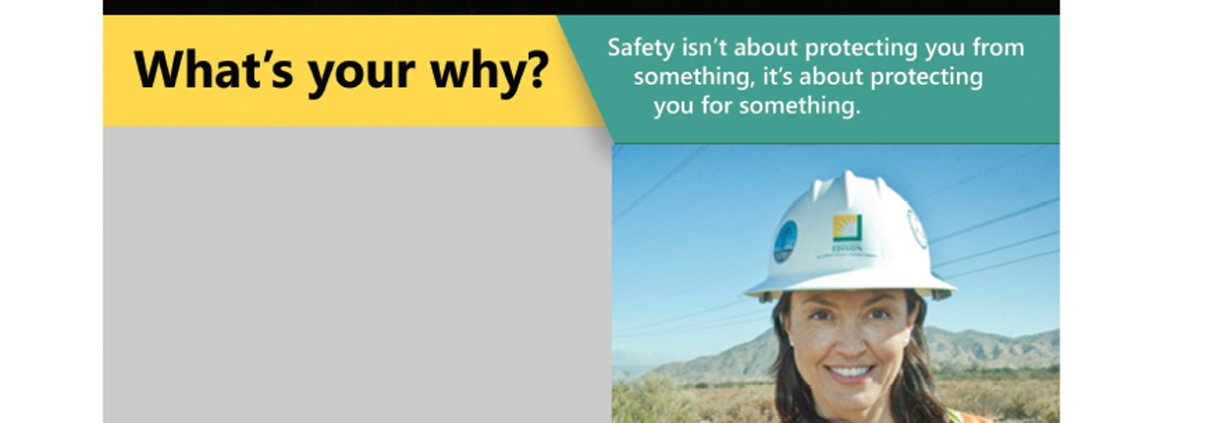 What's your why?
Safety isn't about protecting you from
something, it's about protecting
you for something.
EDISON